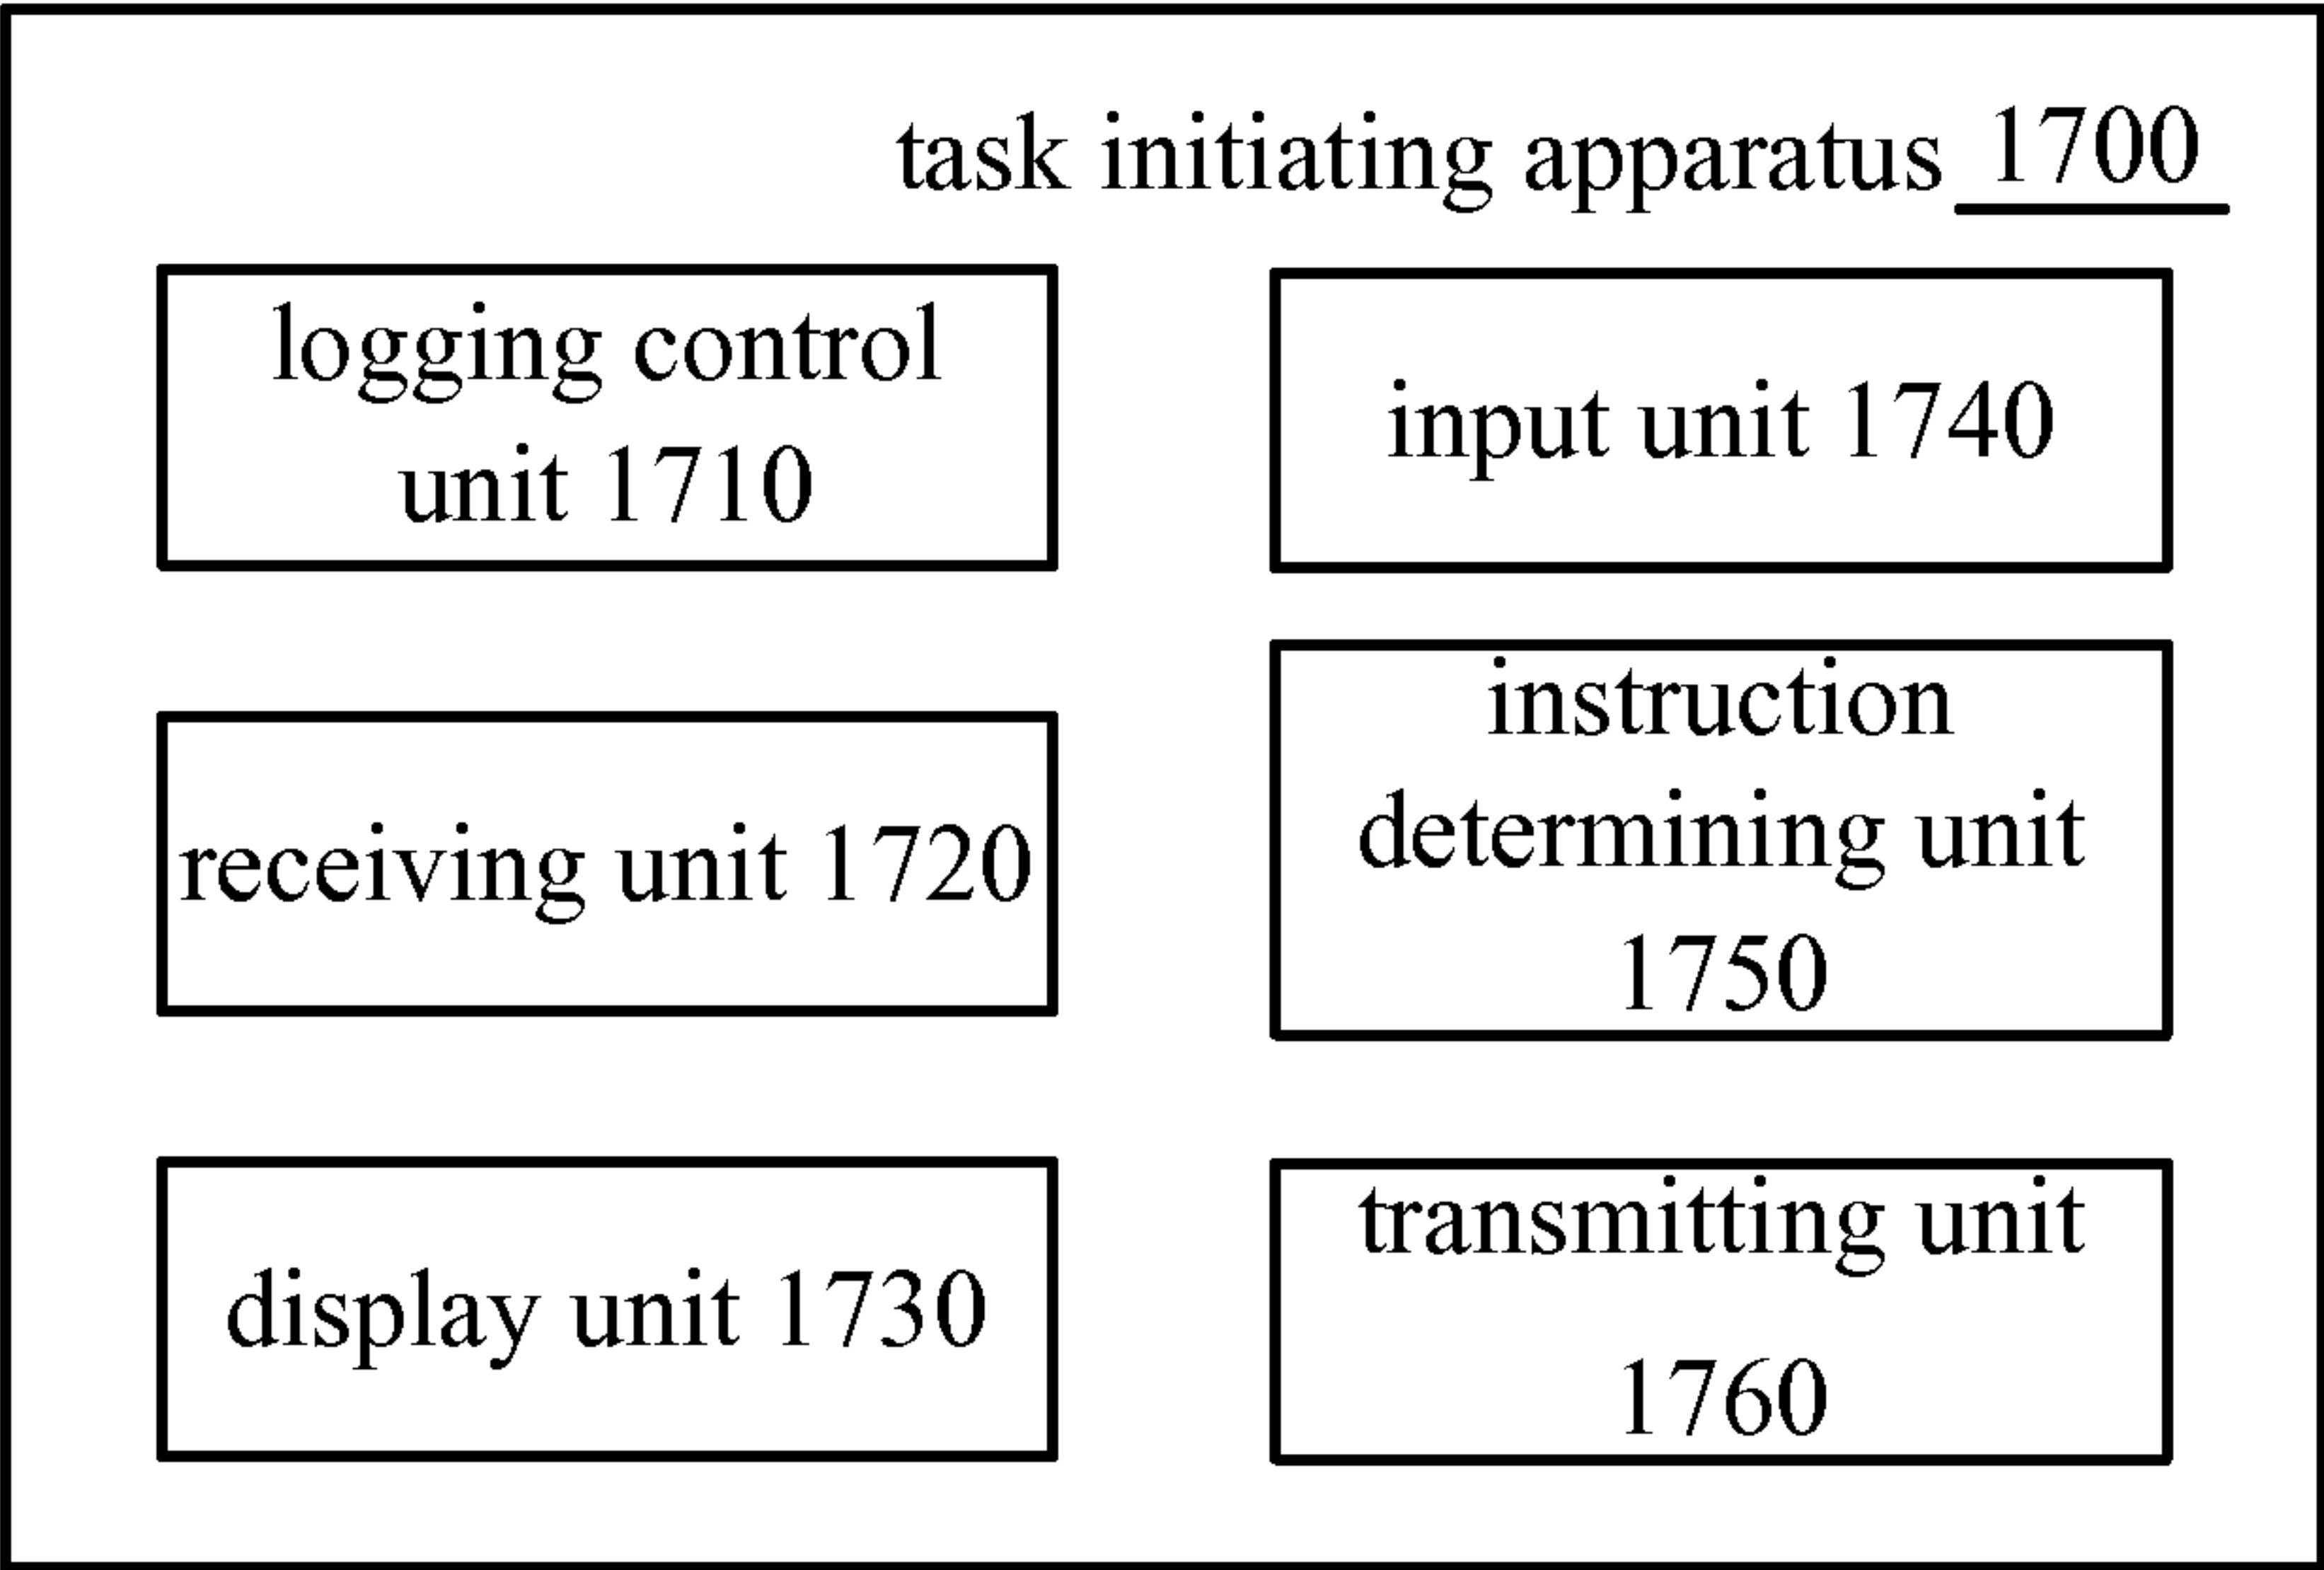 task initiating apparatus 1700
logging control
unit 1710
receiving unit 1720
display unit 1730
input unit 1740
instruction
determining unit
1750
transmitting unit
1760